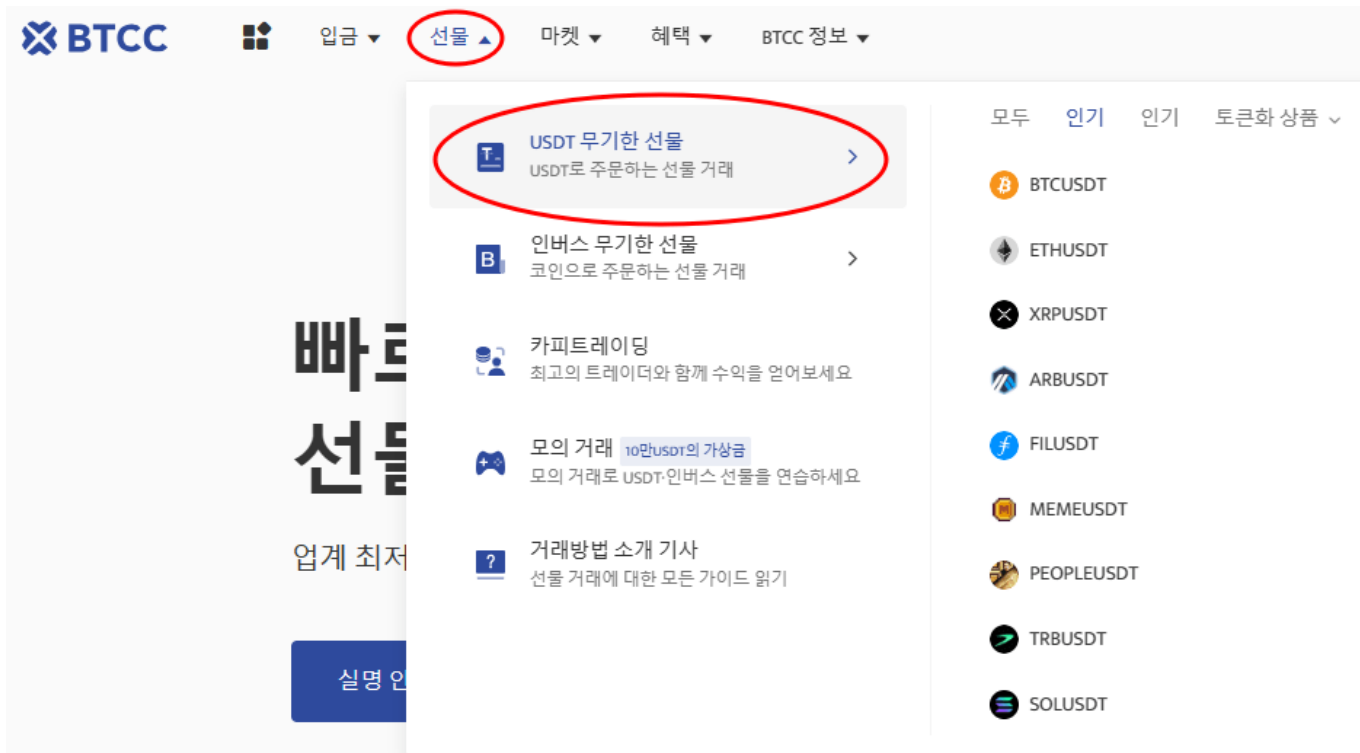 BTCC
입금
선물
마켓
혜택
BTCC 정보
USDT 무기한 선물
USDT로 주문하는 선물 거래
인버스 무기한 선물
코인으로 주문하는 선물 거래
카피트레이딩
최고의 트레이더와 함께 수익을 얻어보세요
모의 거래 10만USDT의 가상금
모의 거래로 USDT·인버스 선물을 연습하세요
거래방법 소개 기사
선물 거래에 대한 모든 가이드 읽기
모두 인기 인기 토큰화 상품
BTCUSDT
ETHUSDT
XRPUSDT
ARBUSDT
FILUSDT
MEMEUSDT
PEOPLEUSDT
TRBUSDT
SOLUSDT
빠르
선물
업계 최저
실명 인